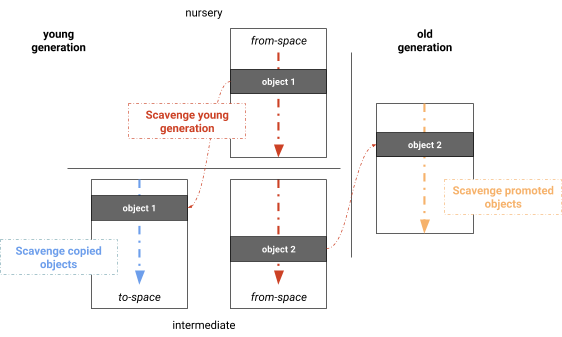 nursery
young
generation
from-space
old
generation
object 1
Scavenge young
generation
object 2
Scavenge promoted
objects
object 1
Scavenge copied
objects
object 2
to-space
from-space
intermediate